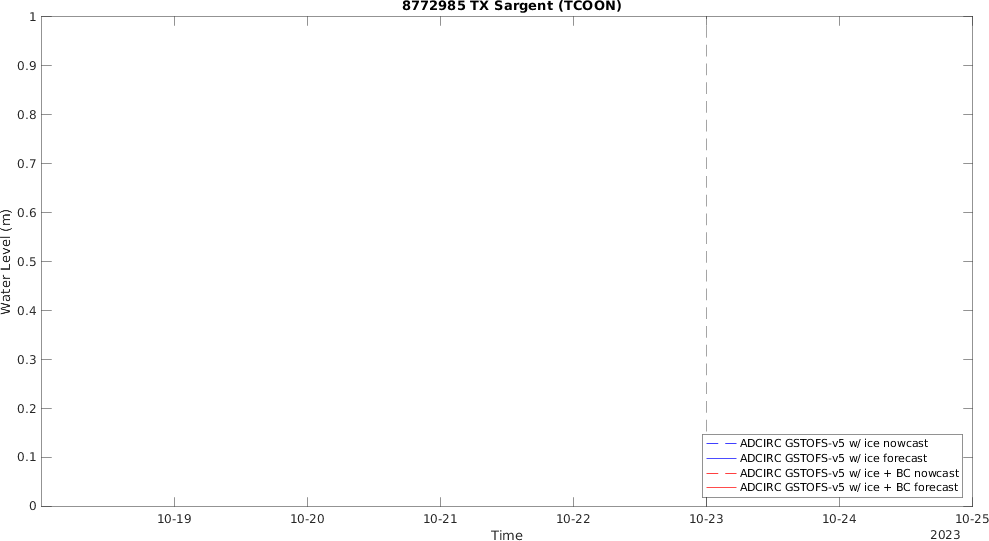 8772985 TX Sargent (TCOON)
1
0.9
0.8
0.7
0.6
0.5
0.4
0.3
0.2
0.1
0
Water Level (m)
ADCIRC GSTOFS-v5 w/ ice nowcast
ADCIRC GSTOFS-v5 w/ ice forecast
ADCIRC GSTOFS-v5 w/ ice + BC nowcast
ADCIRC GSTOFS-v5 w/ ice + BC forecast
10-19 10-20 10-21 10-22 10-23 10-24 10-25
Time
2023